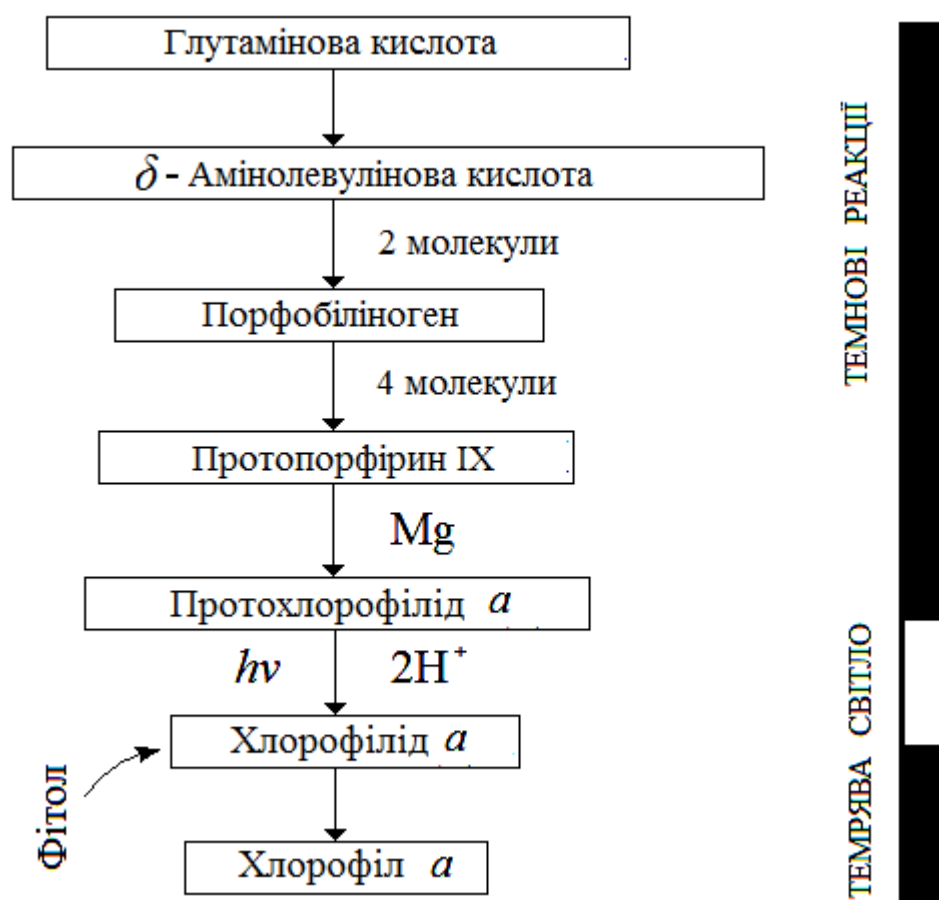 Глутамінова кислота
δ - Амінолевулінова кислота
2 молекули
Порфобіліноген
4 молекули
Протопорфірин IX
Mg
Протохлорофілід a
hν 2H⁺
Хлорофілід a
Фітол
Хлорофіл a
ТЕМНОВІ РЕАКЦІЇ
СВІТЛО
ТЕМРЯВА